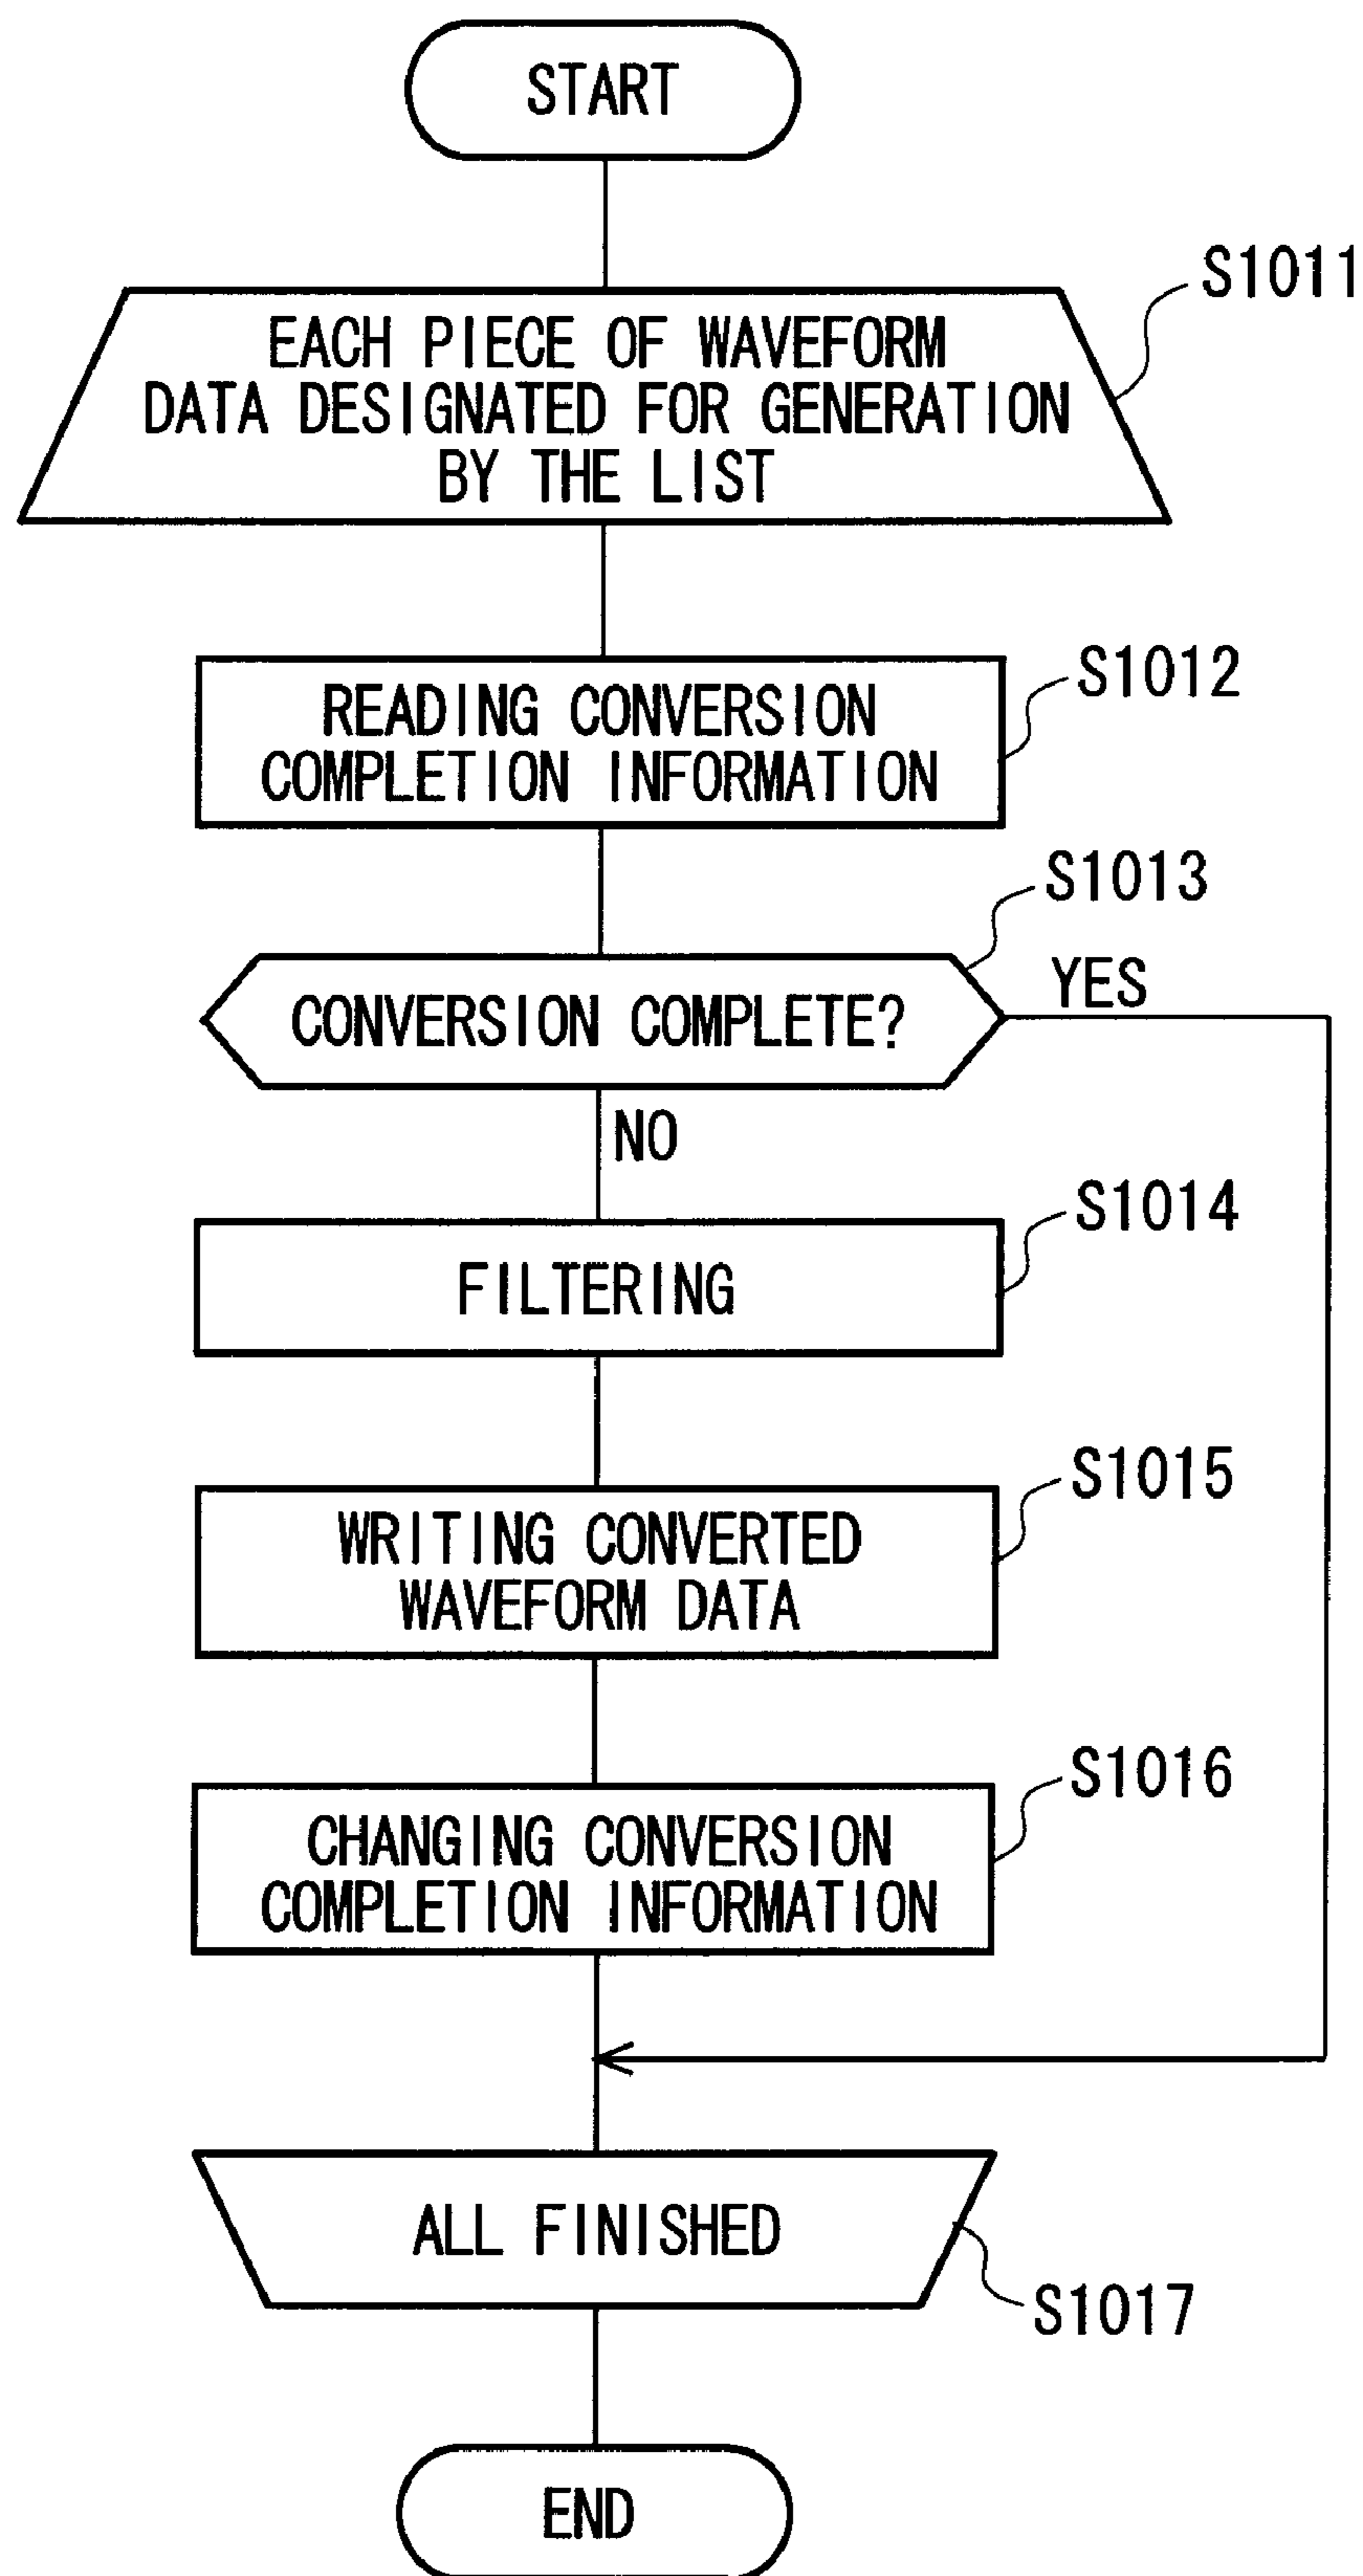 START
S1011
EACH PIECE OF WAVEFORM
DATA DESIGNATED FOR GENERATION
BY THE LIST
S1012
READING CONVERSION
COMPLETION INFORMATION
S1013
CONVERSION COMPLETE?
YES
NO
S1014
FILTERING
S1015
WRITING CONVERTED
WAVEFORM DATA
S1016
CHANGING CONVERSION
COMPLETION INFORMATION
ALL FINISHED
S1017
END